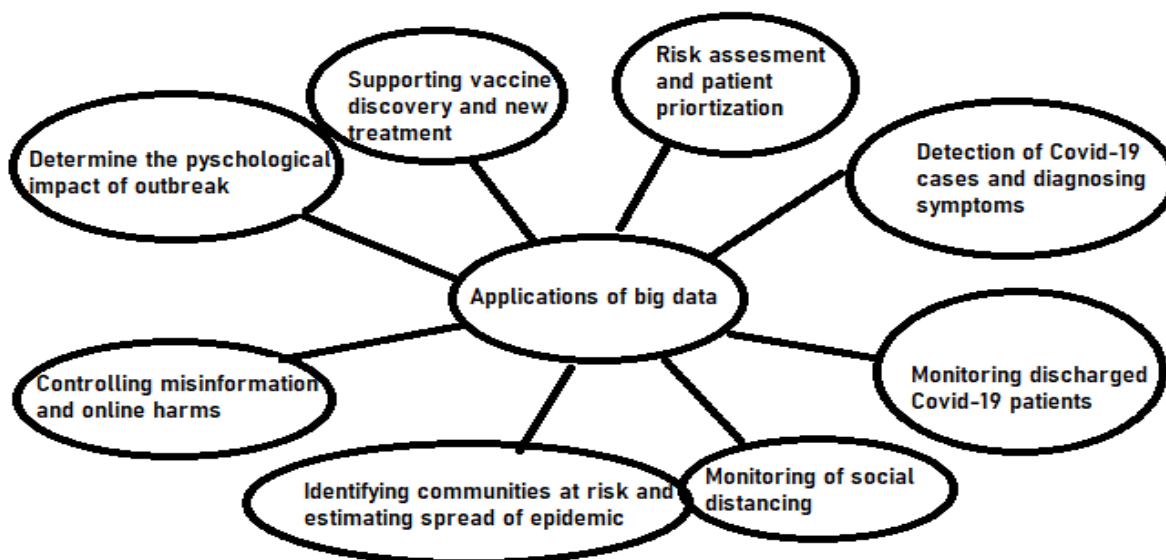 Supporting vaccine
discovery and new
treatment
Risk assesment
and patient
priortization
Determine the pyschological
impact of outbreak
Detection of Covid-19
cases and diagnosing
symptoms
Applications of big data
Controlling misinformation
and online harms
Monitoring discharged
Covid-19 patients
Identifying communities at risk and
estimating spread of epidemic
Monitoring of social
distancing